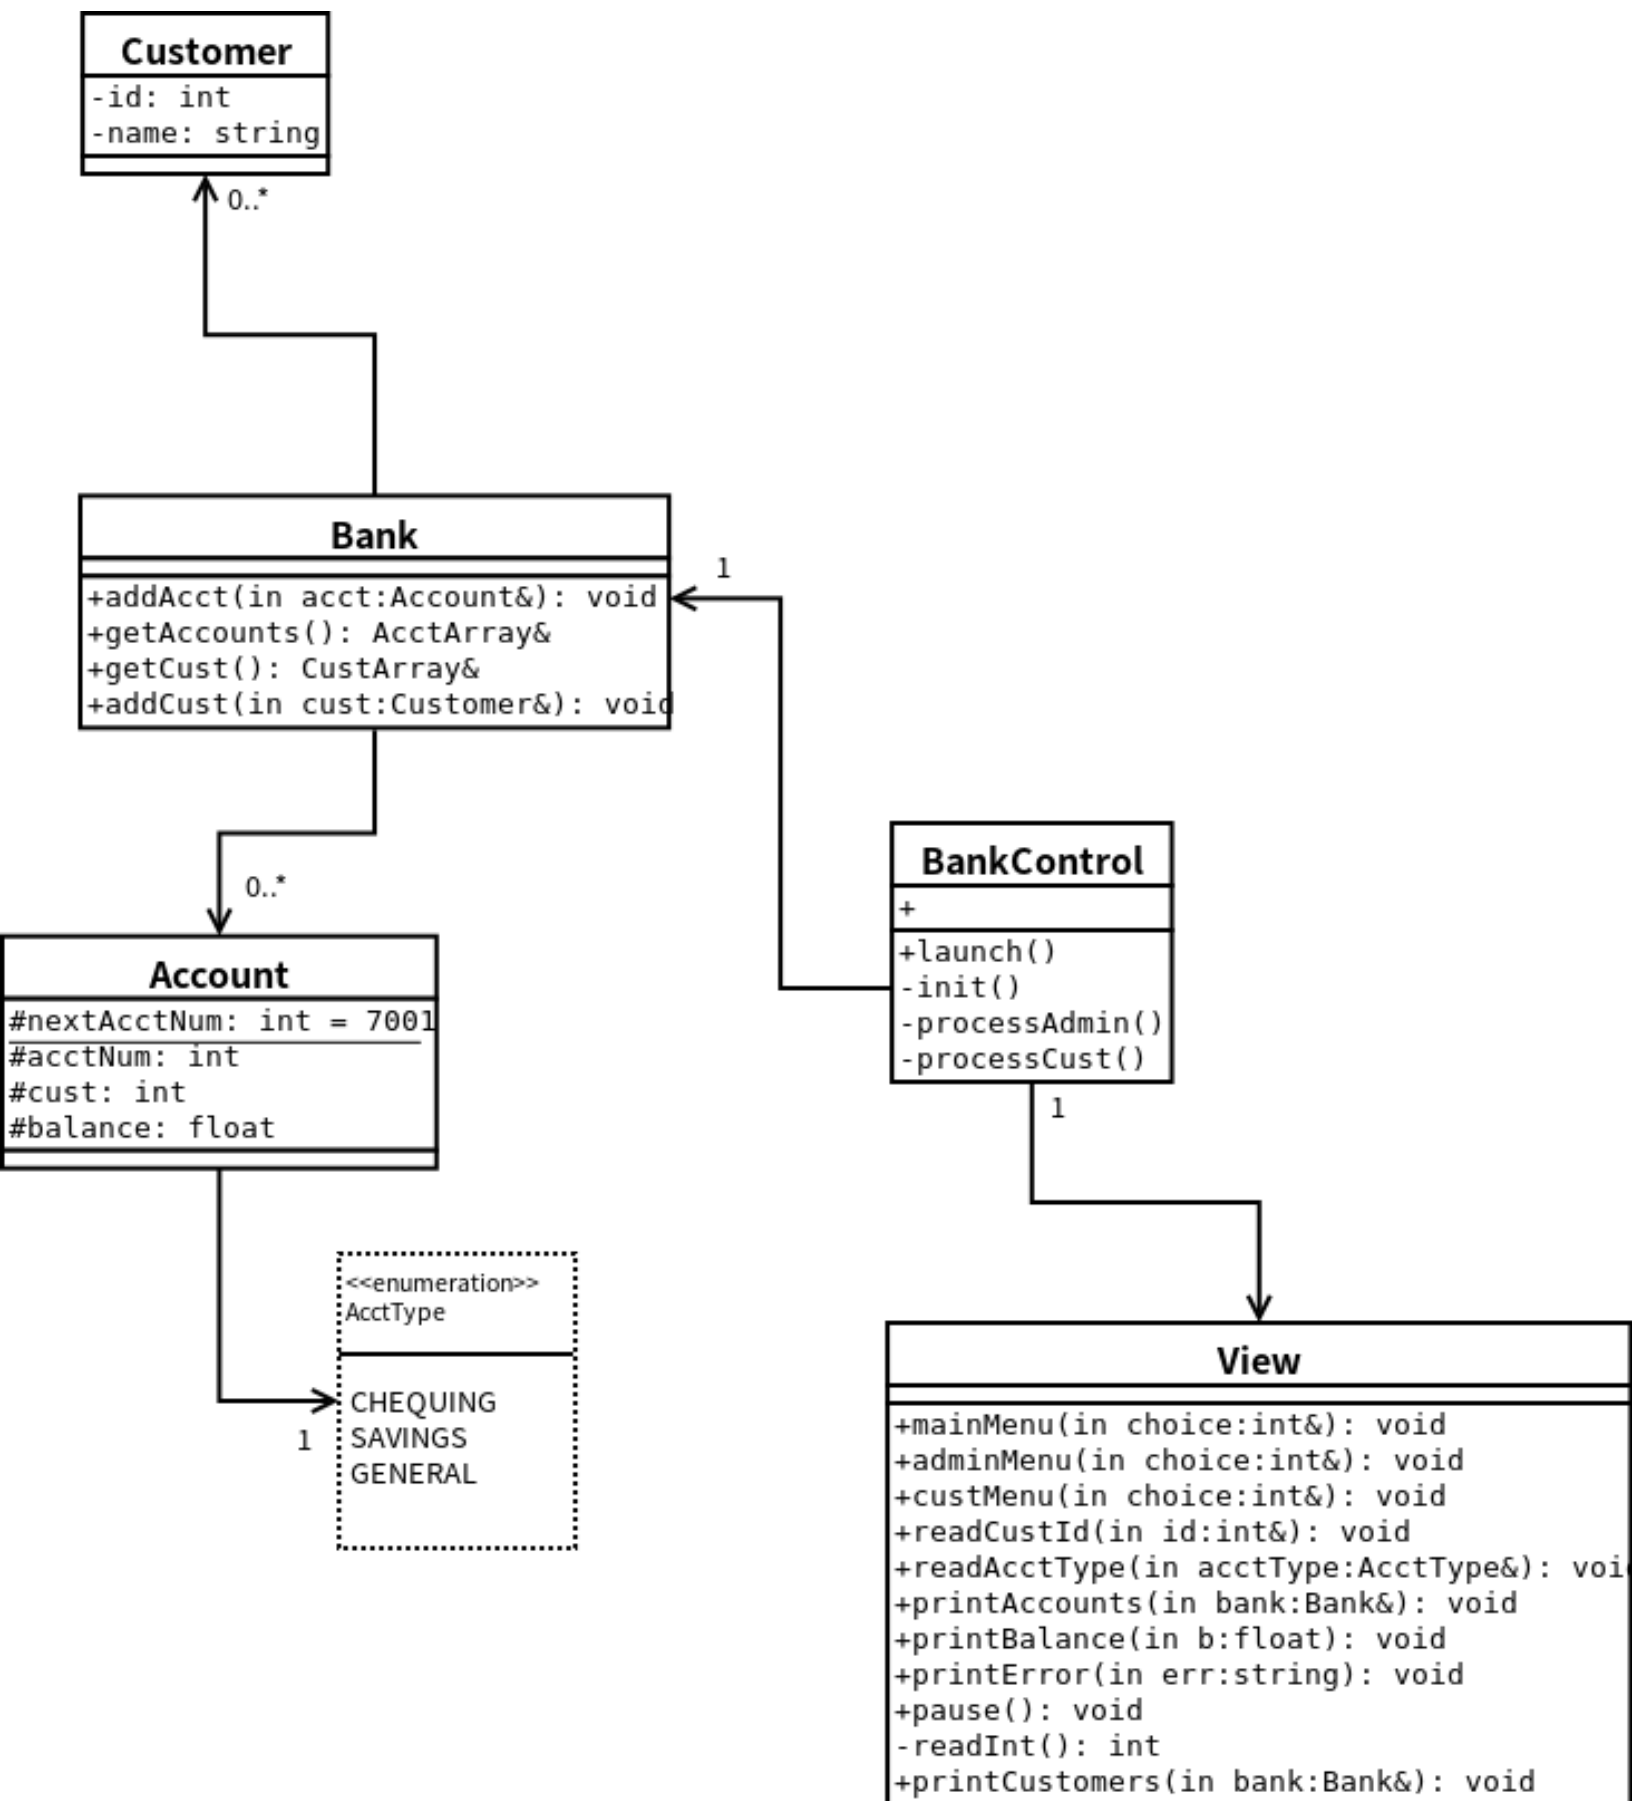 Customer
-id: int
-name: string
0..*
Bank
+addAcct(in acct:Account&): void
+getAccounts(): AcctArray&
+getCust(): CustArray&
+addCust(in cust:Customer&): void
1
0..*
Account
#nextAcctNum: int = 7001
#acctNum: int
#cust: int
#balance: float
BankControl
+
+launch()
-init()
-processAdmin()
-processCust()
1
<<enumeration>>
AcctType
CHEQUING
SAVINGS
GENERAL
1
View
+mainMenu(in choice:int&): void
+adminMenu(in choice:int&): void
+custMenu(in choice:int&): void
+readCustId(in id:int&): void
+readAcctType(in acctType:AcctType&): void
+printAccounts(in bank:Bank&): void
+printBalance(in b:float): void
+printError(in err:string): void
+pause(): void
-readInt(): int
+printCustomers(in bank:Bank&): void